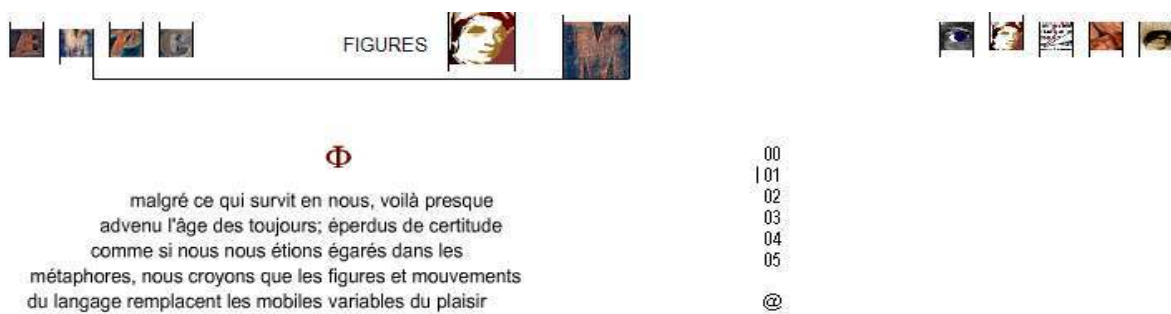 Æ M P C
FIGURES
M
Φ
malgré ce qui survit en nous, voilà presque
advenu l'âge des toujours; éperdus de certitude
comme si nous nous étions égarés dans les
métaphores, nous croyons que les figures et mouvements
du langage remplacent les mobiles variables du plaisir
00
01
02
03
04
05
@